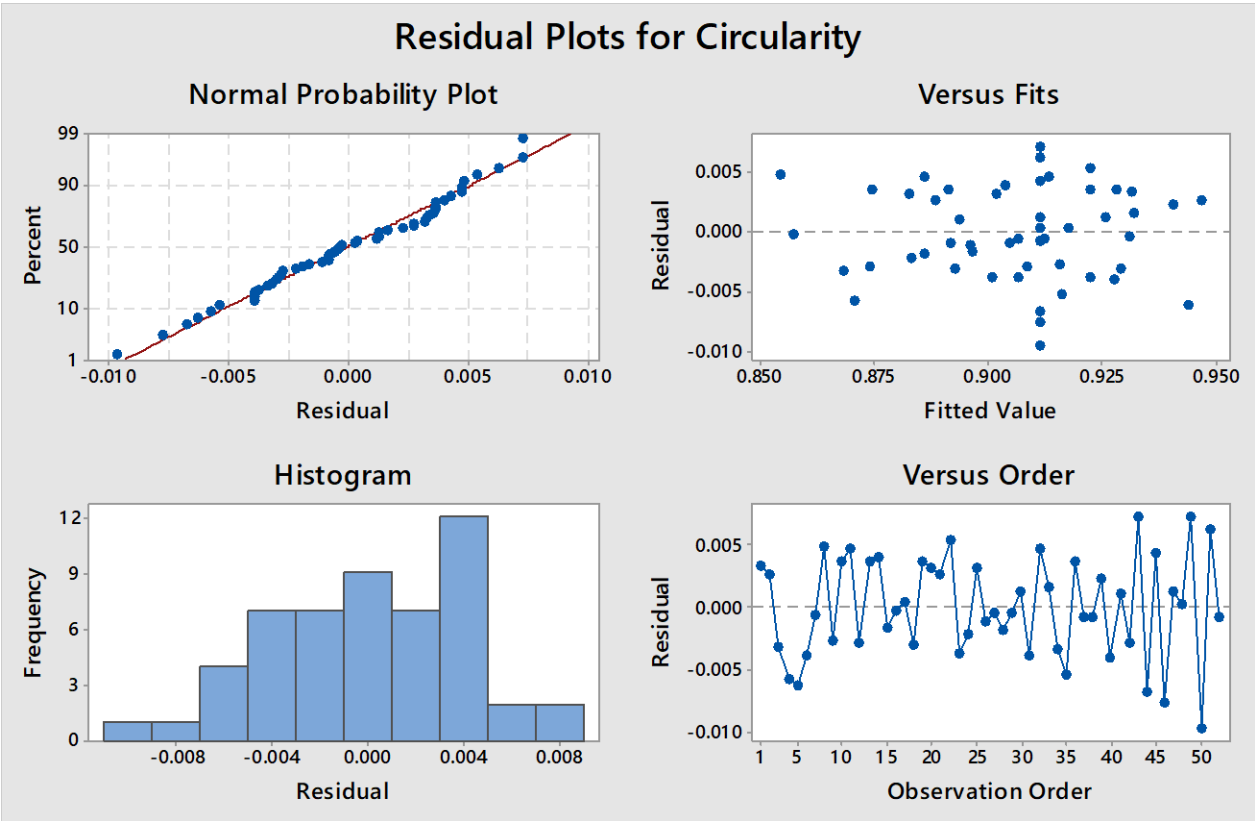 Residual Plots for Circularity
Normal Probability Plot
99
90
50
10
1
Percent
-0.010 -0.005 0.000 0.005 0.010
Residual
Versus Fits
0.005
0.000
-0.005
-0.010
Residual
0.850 0.875 0.900 0.925 0.950
Fitted Value
Histogram
12
9
6
3
0
Frequency
-0.008 -0.004 0.000 0.004 0.008
Residual
Versus Order
0.005
0.000
-0.005
-0.010
Residual
1 5 10 15 20 25 30 35 40 45 50
Observation Order